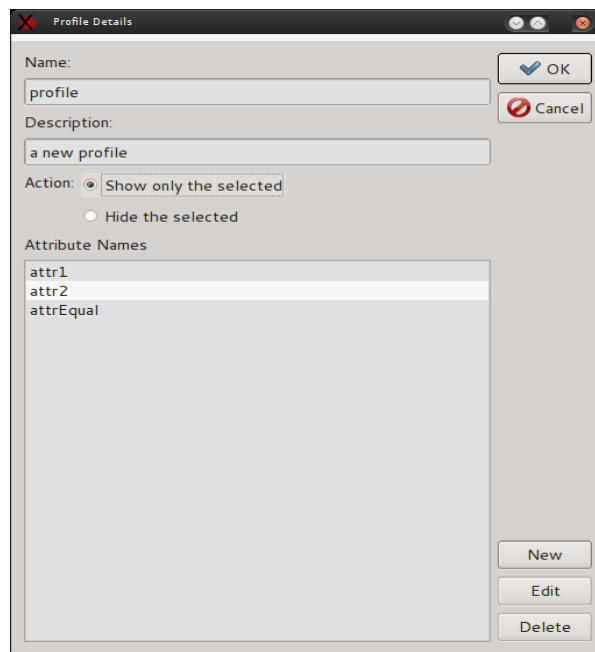 Profile Details
Name:
OK
profile
Cancel
Description:
a new profile
Action: Show only the selected
Hide the selected
Attribute Names
attr1
attr2
attrEqual
New
Edit
Delete